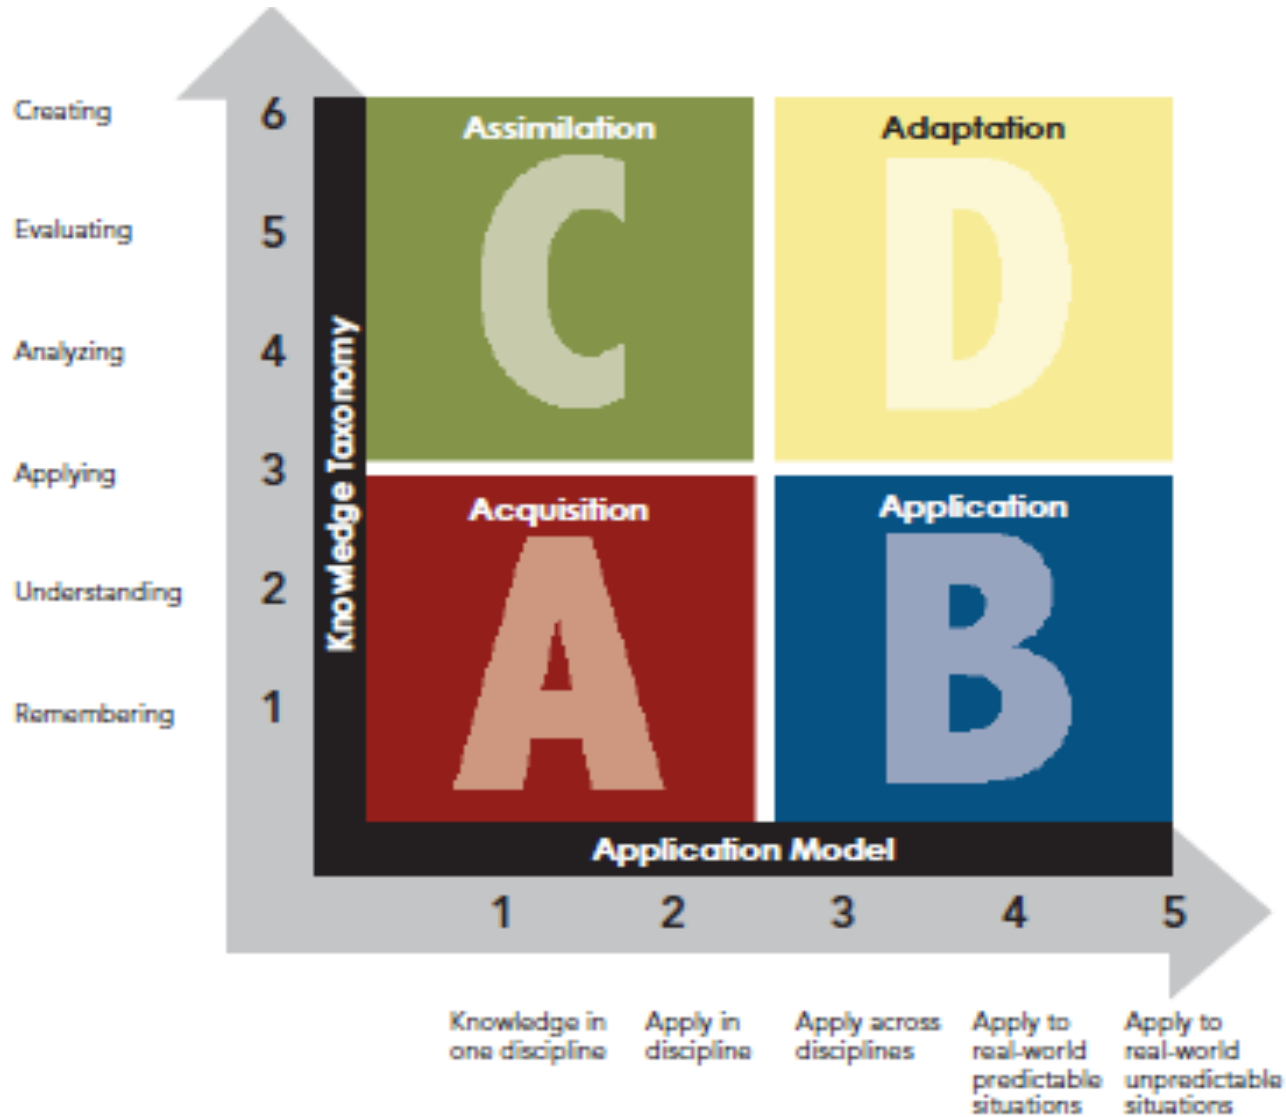 Creating
6
Assimilation
C
Adaptation
D
Evaluating
5
Analyzing
4
Knowledge Taxonomy
Applying
3
Acquisition
A
Application
B
Understanding
2
Remembering
1
Application Model
1
2
3
4
5
Knowledge in
one discipline
Apply in
discipline
Apply across
disciplines
Apply to
real-world
predictable
situations
Apply to
real-world
unpredictable
situations